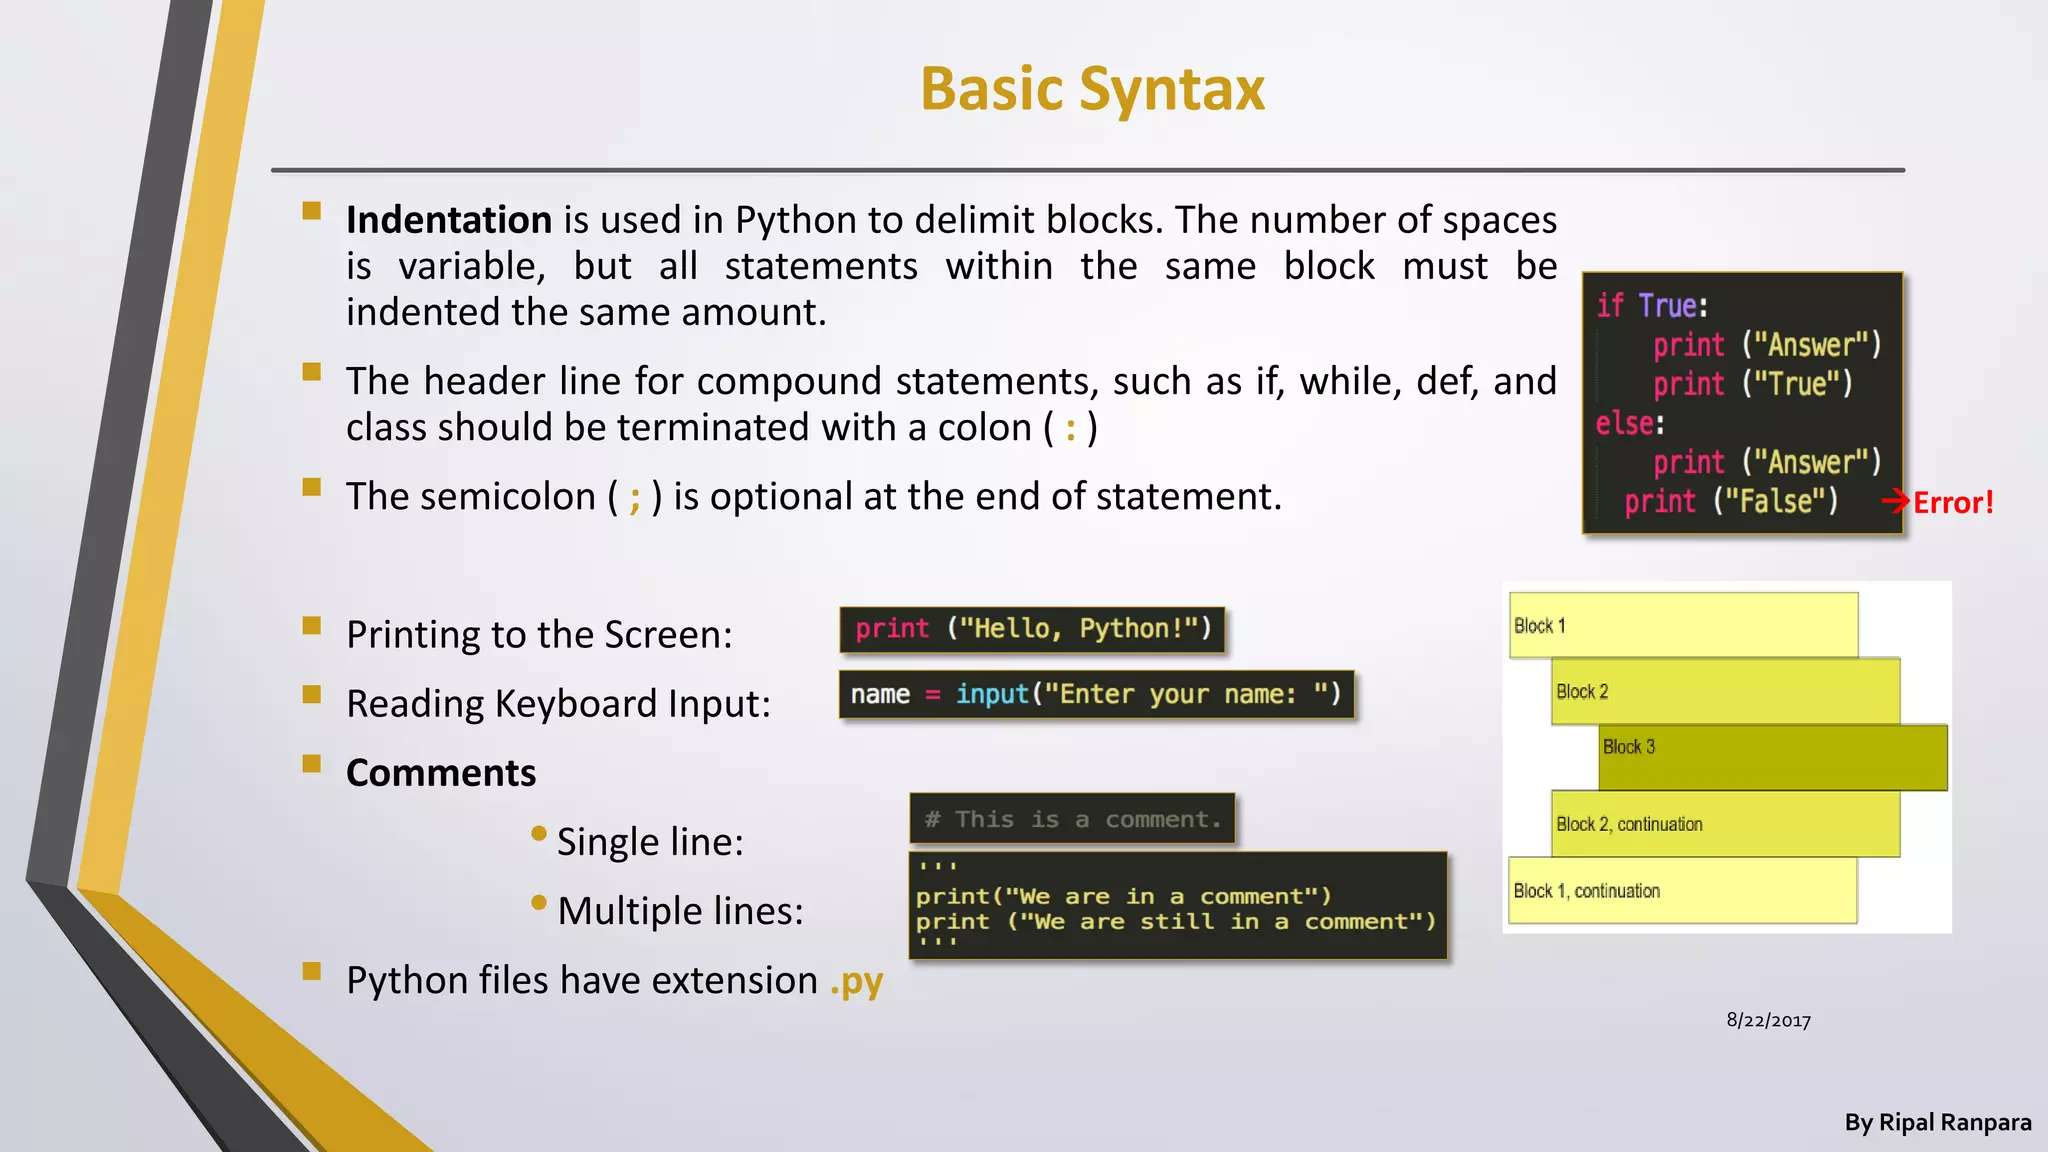 Basic Syntax
Indentation is used in Python to delimit blocks. The number of spaces
is variable, but all statements within the same block must be
indented the same amount.
The header line for compound statements, such as if, while, def, and
class should be terminated with a colon ( : )
The semicolon ( ; ) is optional at the end of statement.
if True:
    print ("Answer")
    print ("True")
else:
    print ("Answer")
  print ("False") ➔Error!
Printing to the Screen:
print ("Hello, Python!")
Reading Keyboard Input:
name = input("Enter your name: ")
Comments
Single line:
# This is a comment.
Multiple lines:
'''
print("We are in a comment")
print ("We are still in a comment")
'''
Python files have extension .py
Block 1
Block 2
Block 3
Block 2, continuation
Block 1, continuation
8/22/2017
By Ripal Ranpara